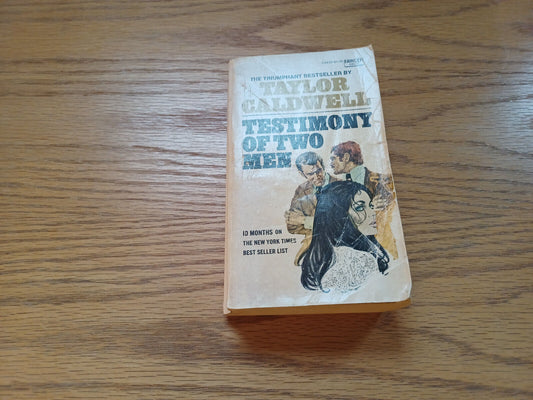 FAWCETT
THE TRIUMPHANT BESTSELLER BY
TAYLOR
CALDWELL
TESTIMONY
OF TWO
MEN
10 MONTHS ON
THE NEW YORK TIMES
BEST SELLER LIST